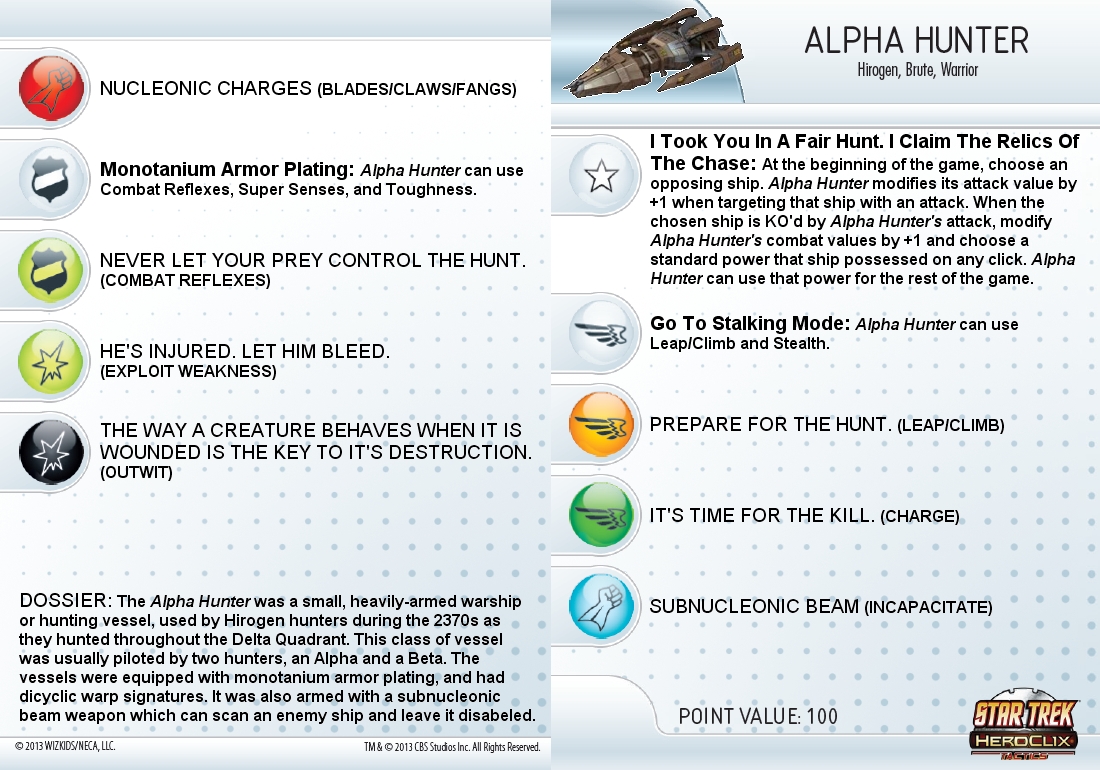 NUCLEONIC CHARGES (BLADES/CLAWS/FANGS)
Monotanium Armor Plating: Alpha Hunter can use
Combat Reflexes, Super Senses, and Toughness.
NEVER LET YOUR PREY CONTROL THE HUNT.
(COMBAT REFLEXES)
HE'S INJURED. LET HIM BLEED.
(EXPLOIT WEAKNESS)
THE WAY A CREATURE BEHAVES WHEN IT IS
WOUNDED IS THE KEY TO IT'S DESTRUCTION.
(OUTWIT)
DOSSIER: The Alpha Hunter was a small, heavily-armed warship
or hunting vessel, used by Hirogen hunters during the 2370s as
they hunted throughout the Delta Quadrant. This class of vessel
was usually piloted by two hunters, an Alpha and a Beta. The
vessels were equipped with monotanium armor plating, and had
dicyclic warp signatures. It was also armed with a subnucleonic
beam weapon which can scan an enemy ship and leave it disabeled.
© 2013 WIZKIDS/NECA, LLC.
TM & © 2013 CBS Studios Inc. All Rights Reserved.
ALPHA HUNTER
Hirogen, Brute, Warrior
I Took You In A Fair Hunt. I Claim The Relics Of
The Chase: At the beginning of the game, choose an
opposing ship. Alpha Hunter modifies its attack value by
+1 when targeting that ship with an attack. When the
chosen ship is KO'd by Alpha Hunter's attack, modify
Alpha Hunter's combat values by +1 and choose a
standard power that ship possessed on any click. Alpha
Hunter can use that power for the rest of the game.
Go To Stalking Mode: Alpha Hunter can use
Leap/Climb and Stealth.
PREPARE FOR THE HUNT. (LEAP/CLIMB)
IT'S TIME FOR THE KILL. (CHARGE)
SUBNUCLEONIC BEAM (INCAPACITATE)
POINT VALUE: 100
STAR TREK
HEROCLIX
TACTICS